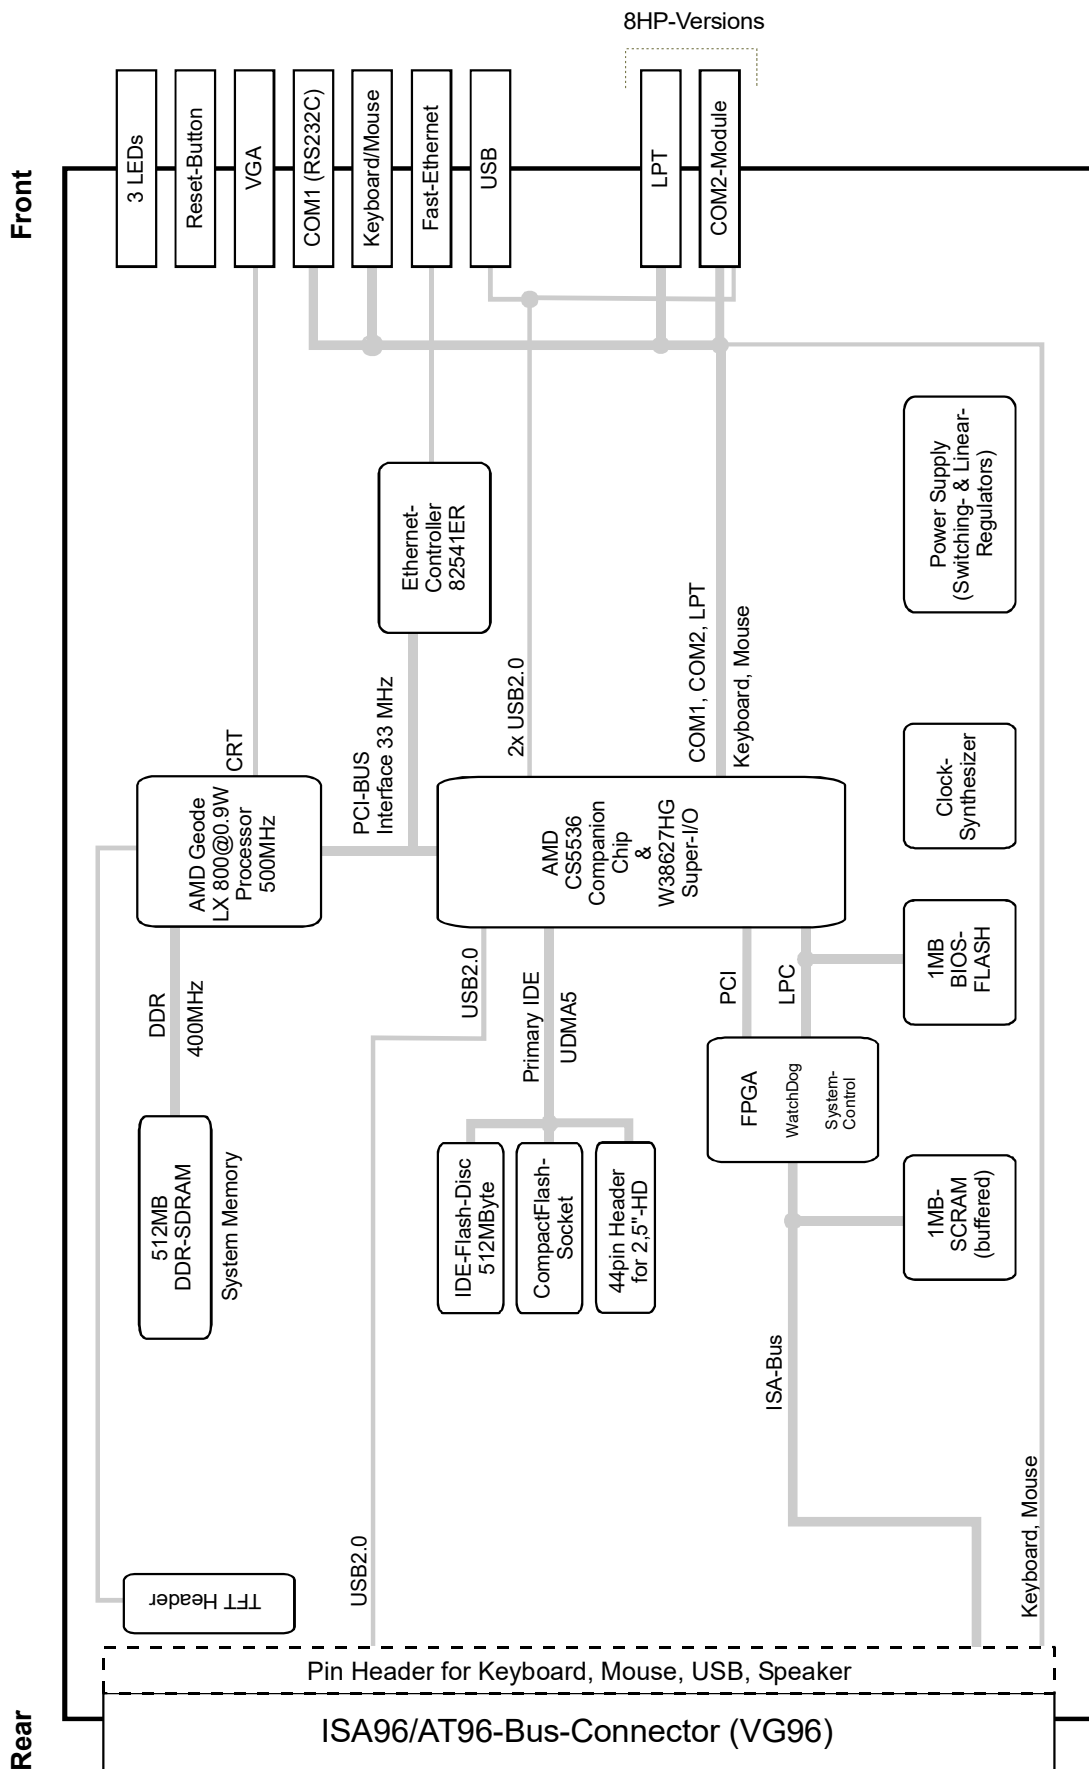 8HP-Versions
Front
3 LEDs
Reset-Button
VGA
COM1 (RS232C)
Keyboard/Mouse
Fast-Ethernet
USB
LPT
COM2-Module
Ethernet-
Controller
82541ER
Power Supply
(Switching- & Linear-
Regulators)
CRT
PCI-BUS
Interface 33 MHz
2x USB2.0
COM1, COM2, LPT
Keyboard, Mouse
AMD Geode
LX 800@0.9W
Processor
500MHz
AMD
CS5536
Companion
Chip
&
W38627HG
Super-I/O
Clock-
Synthesizer
DDR
400MHz
USB2.0
Primary IDE
UDMA5
PCI
LPC
1MB
BIOS-
FLASH
FPGA
WatchDog
System-
Control
512MB
DDR-SDRAM
System Memory
IDE-Flash-Disc
512MByte
CompactFlash-
Socket
44pin Header
for 2,5"-HD
1MB-
SCRAM
(buffered)
ISA-Bus
TFT Header
USB2.0
Keyboard, Mouse
Pin Header for Keyboard, Mouse, USB, Speaker
ISA96/AT96-Bus-Connector (VG96)
Rear